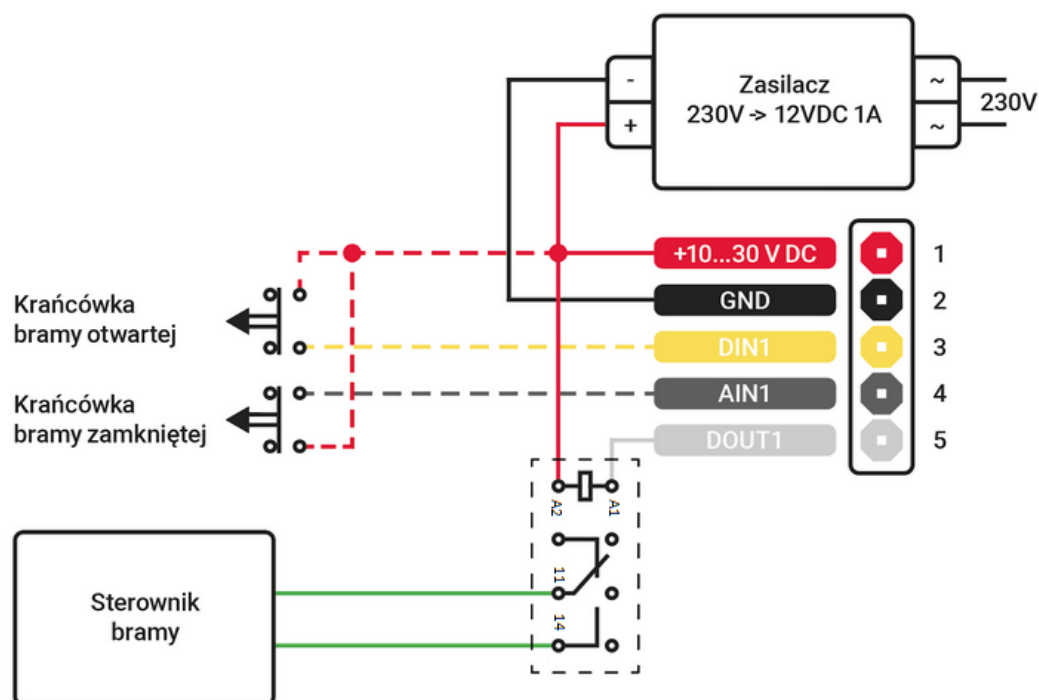 Zasilacz
230V -> 12VDC 1A
-
+
~
~
230V
+10...30 V DC
1
GND
2
DIN1
3
AIN1
4
DOUT1
5
Krańcówka
bramy otwartej
Krańcówka
bramy zamkniętej
A2
A1
11
14
Sterownik
bramy